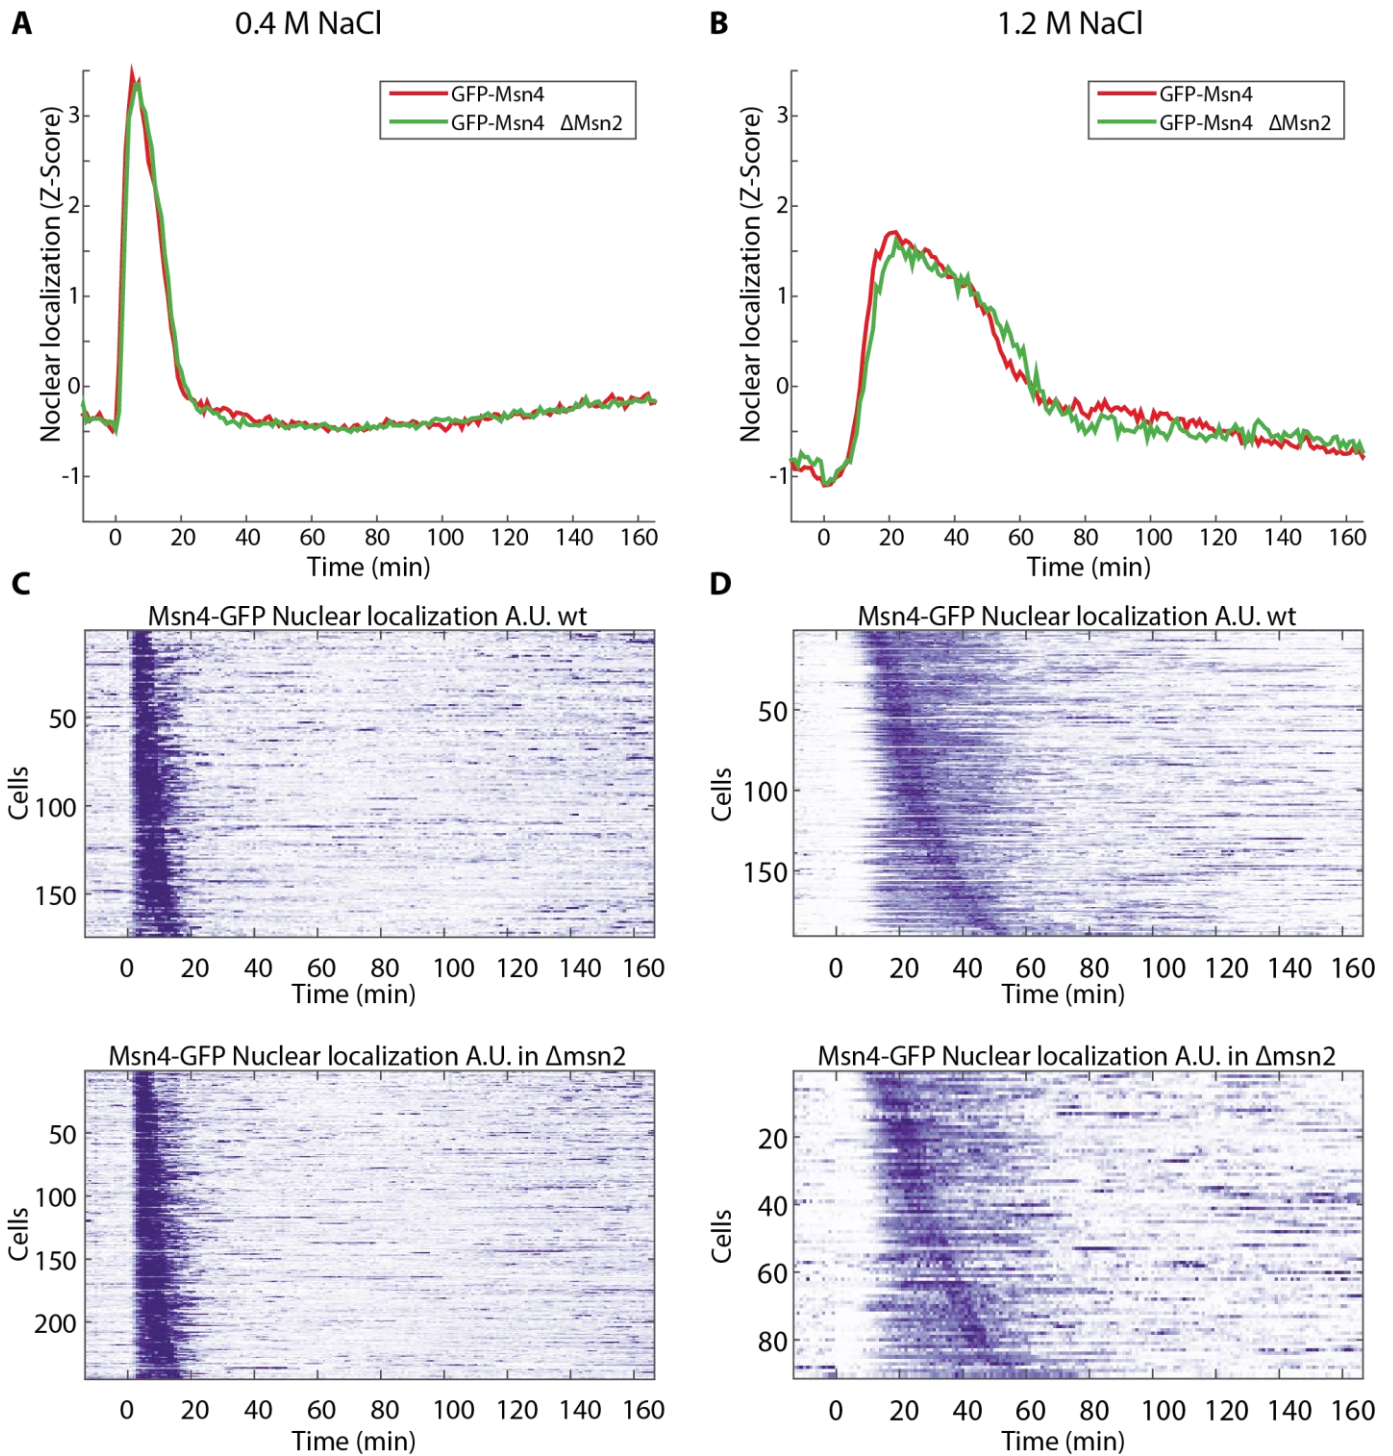 A 0.4 M NaCl
B 1.2 M NaCl
Noclear localization (Z-Score)
3
2
1
0
-1
GFP-Msn4
GFP-Msn4 ΔMsn2
0 20 40 60 80 100 120 140 160
Time (min)
Noclear localization (Z-Score)
3
2
1
0
-1
GFP-Msn4
GFP-Msn4 ΔMsn2
0 20 40 60 80 100 120 140 160
Time (min)
C
Msn4-GFP Nuclear localization A.U. wt
Cells
50
100
150
0 20 40 60 80 100 120 140 160
Time (min)
D
Msn4-GFP Nuclear localization A.U. wt
Cells
50
100
150
0 20 40 60 80 100 120 140 160
Time (min)
Msn4-GFP Nuclear localization A.U. in Δmsn2
Cells
50
100
150
200
0 20 40 60 80 100 120 140 160
Time (min)
Msn4-GFP Nuclear localization A.U. in Δmsn2
Cells
20
40
60
80
0 20 40 60 80 100 120 140 160
Time (min)